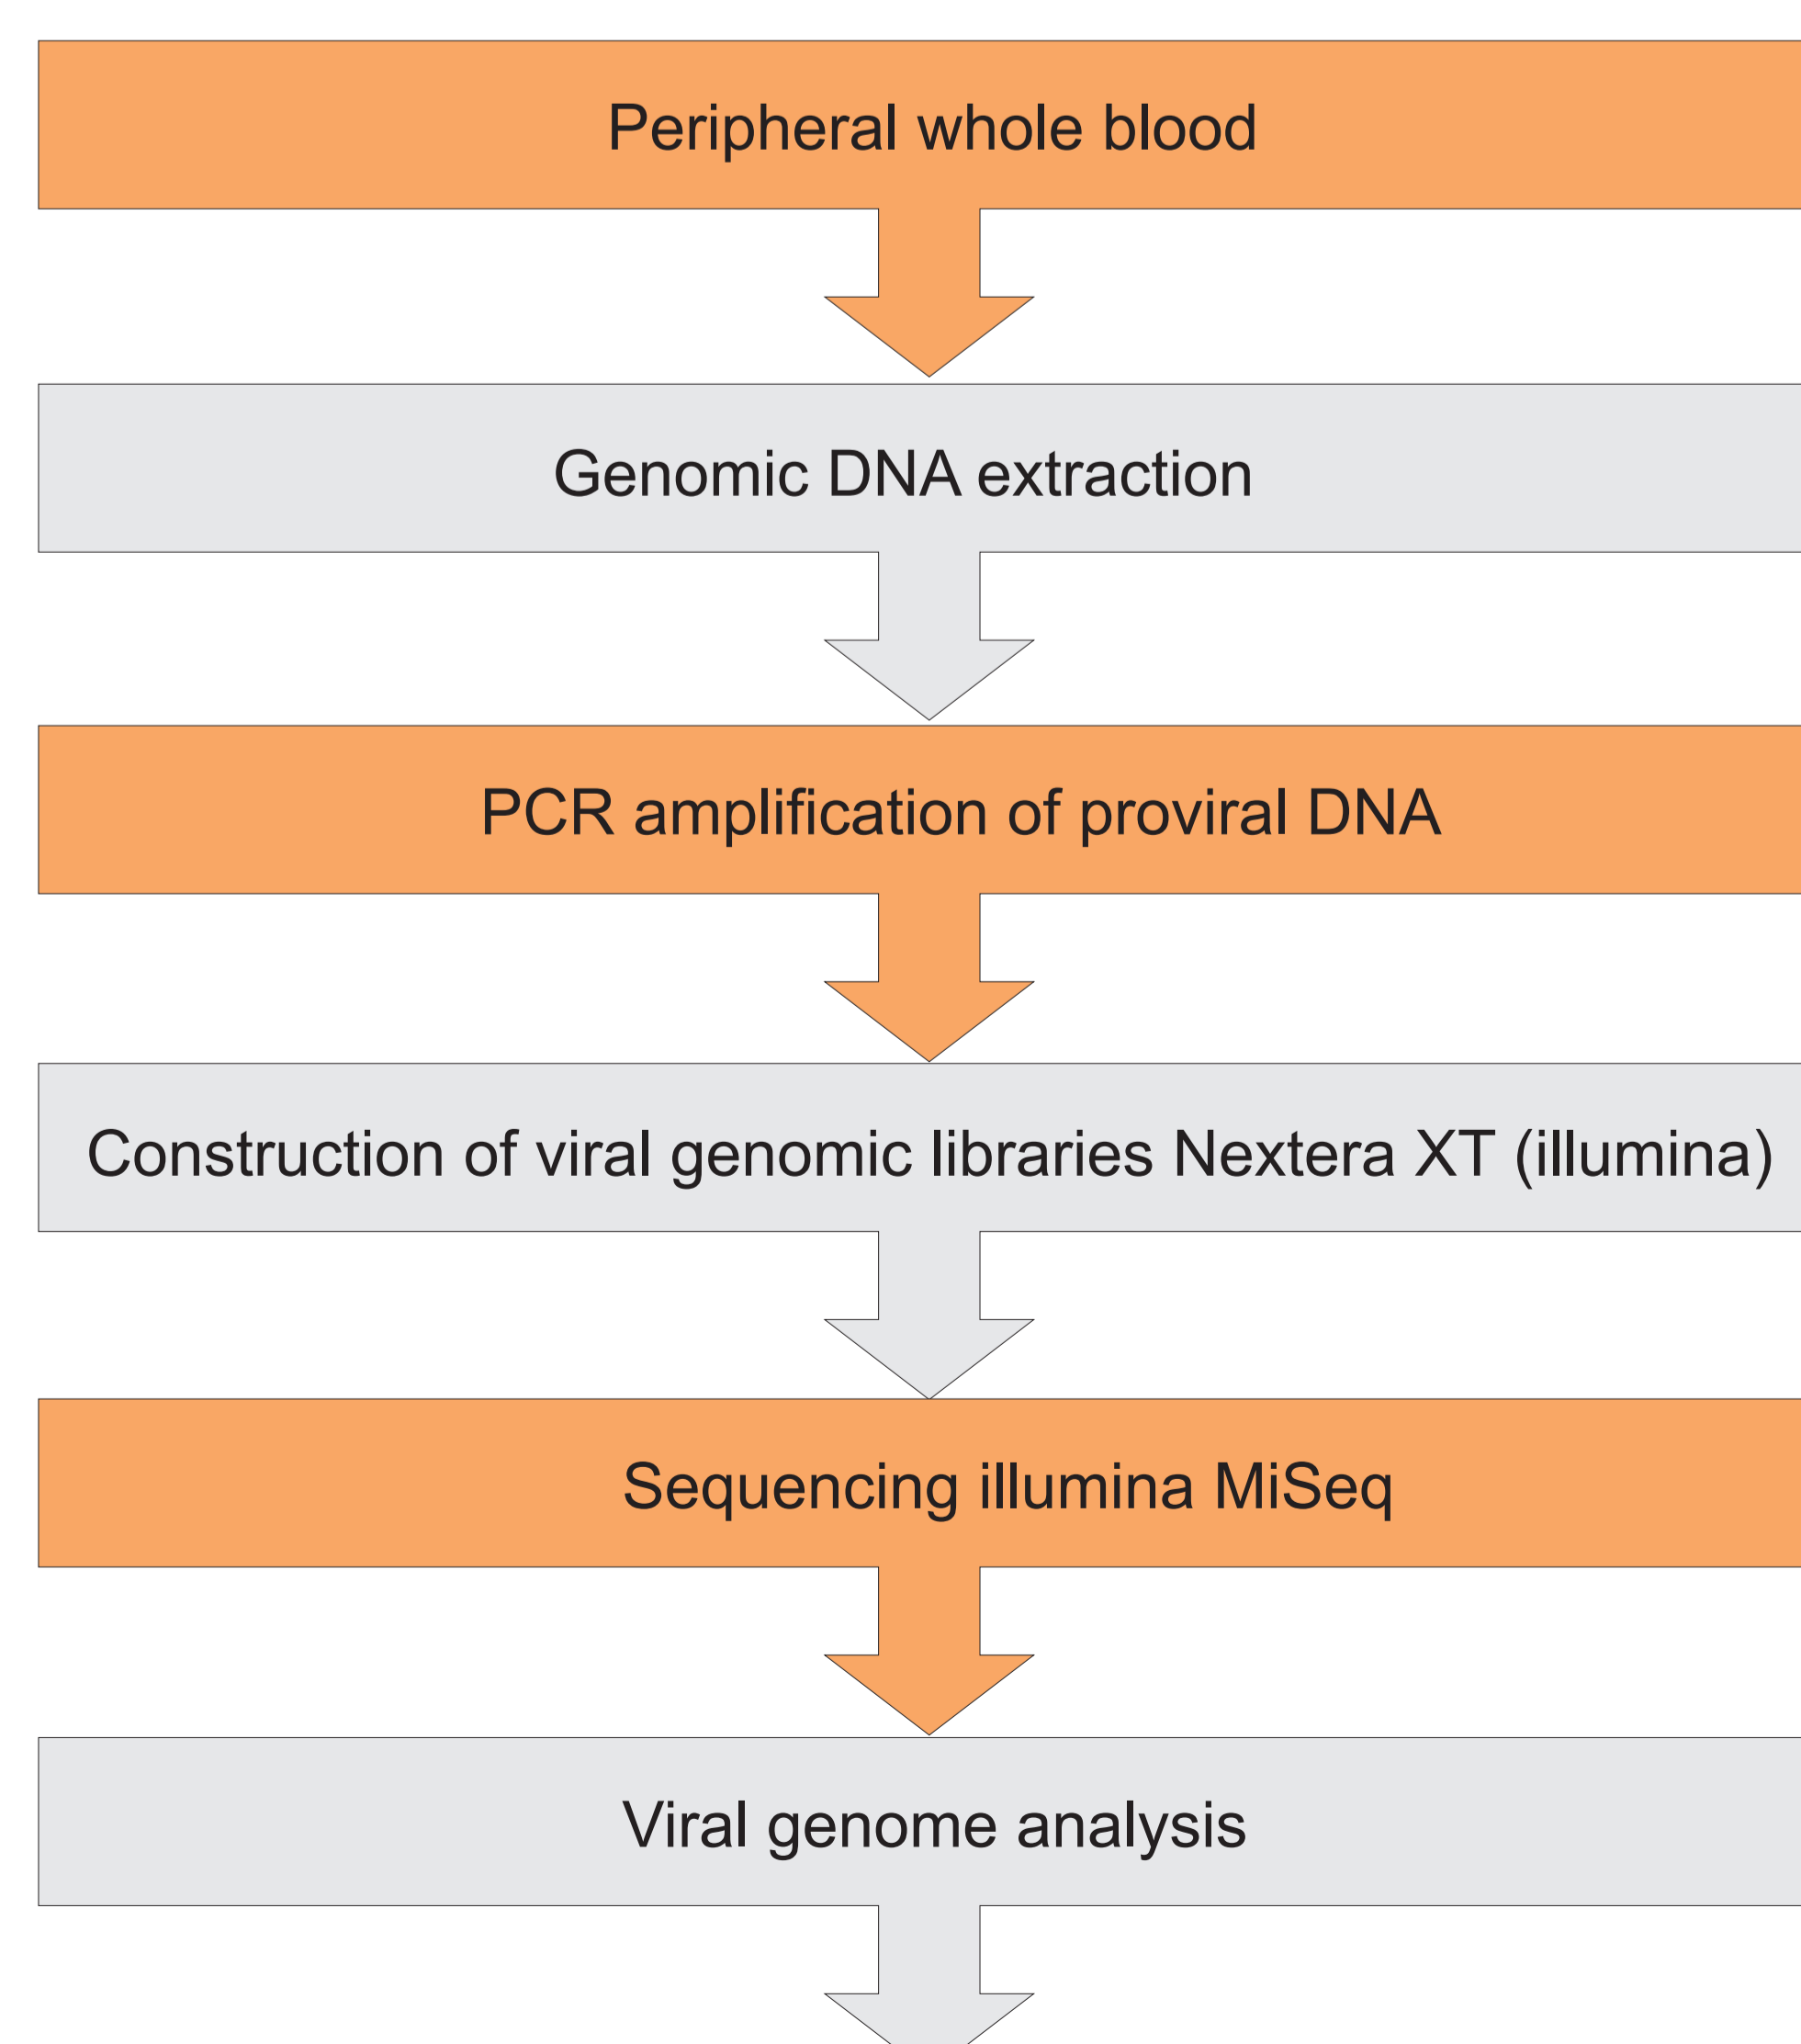 Peripheral whole blood
Genomic DNA extraction
PCR amplification of proviral DNA
Construction of viral genomic libraries Nextera XT (illumina)
Sequencing illumina MiSeq
Viral genome analysis